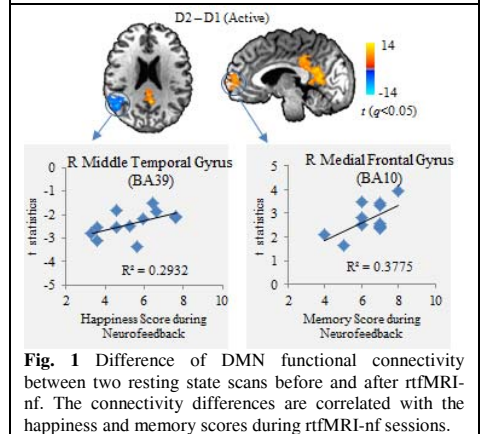 D2–D1 (Active)
14
-14
t (q<0.05)
R Middle Temporal Gyrus
(BA39)
0
-1
-2
-3
-4
-5
t statistics
R² = 0.2932
2 4 6 8 10
Happiness Score during
Neurofeedback
R Medial Frontal Gyrus
(BA10)
5
4
3
2
1
0
t statistics
R² = 0.3775
2 4 6 8 10
Memory Score during
Neurofeedback
Fig. 1 Difference of DMN functional connectivity
between two resting state scans before and after rtfMRI-
nf. The connectivity differences are correlated with the
happiness and memory scores during rtfMRI-nf sessions.